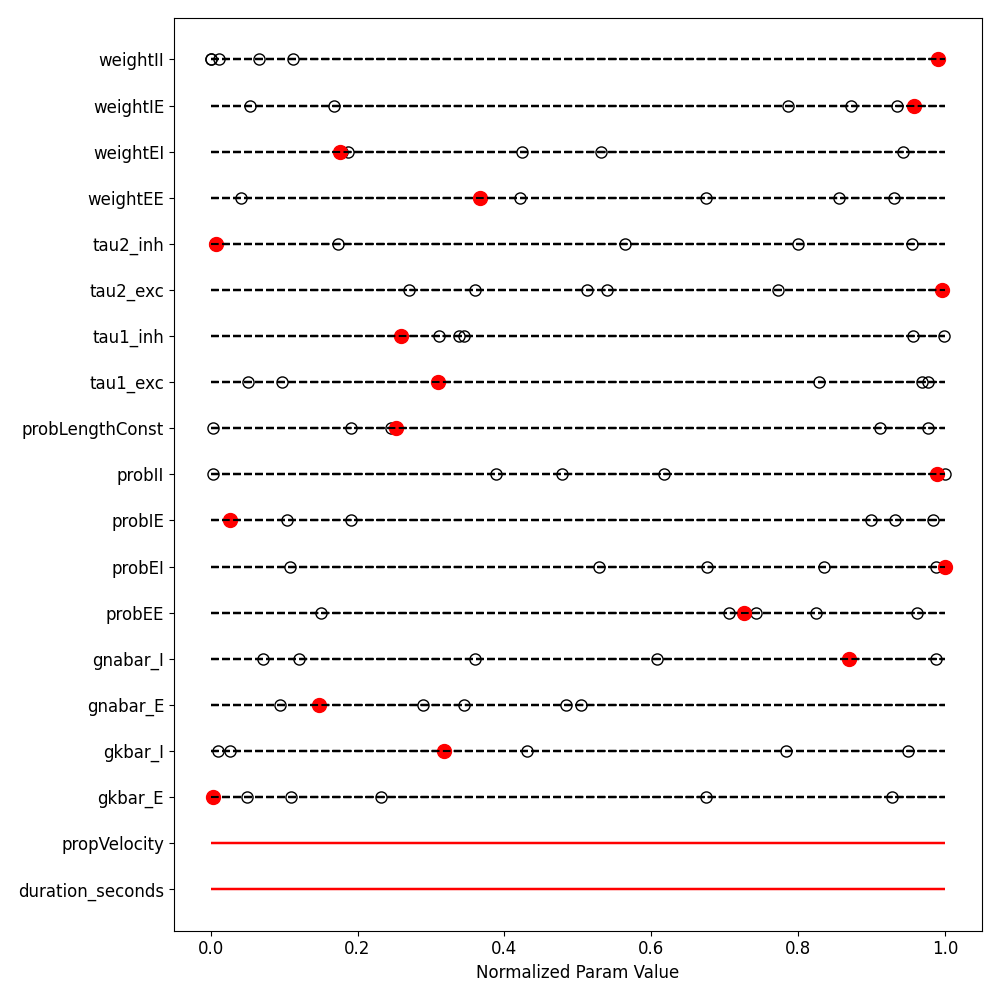 weightII
weightIE
weightEI
weightEE
tau2_inh
tau2_exc
tau1_inh
tau1_exc
probLengthConst
probII
probIE
probEI
probEE
gnabar_I
gnabar_E
gkbar_I
gkbar_E
propVelocity
duration_seconds
0.0 0.2 0.4 0.6 0.8 1.0
Normalized Param Value